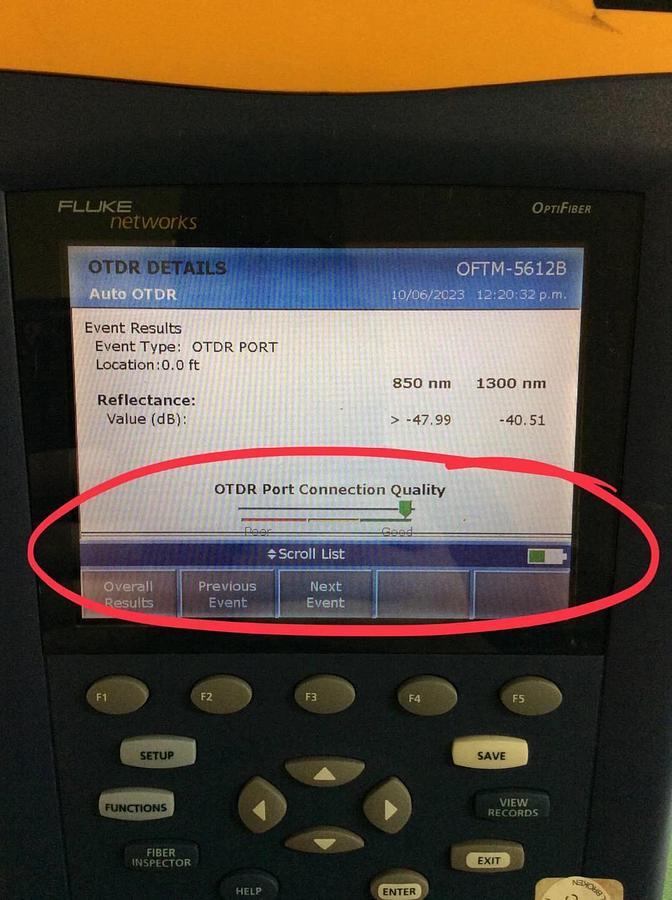 FLUKE
networks
OPTIFIBER
OTDR DETAILS
OFTM-5612B
Auto OTDR
10/06/2023 12:20:32 p.m.
Event Results
Event Type: OTDR PORT
Location:0.0 ft
850 nm 1300 nm
Reflectance:
Value (dB): > -47.99 -40.51
OTDR Port Connection Quality
Poor Good
Scroll List
Overall Results
Previous Event
Next Event
F1 F2 F3 F4 F5
SETUP
SAVE
FUNCTIONS
VIEW RECORDS
FIBER INSPECTOR
EXIT
HELP
ENTER
BROKEN